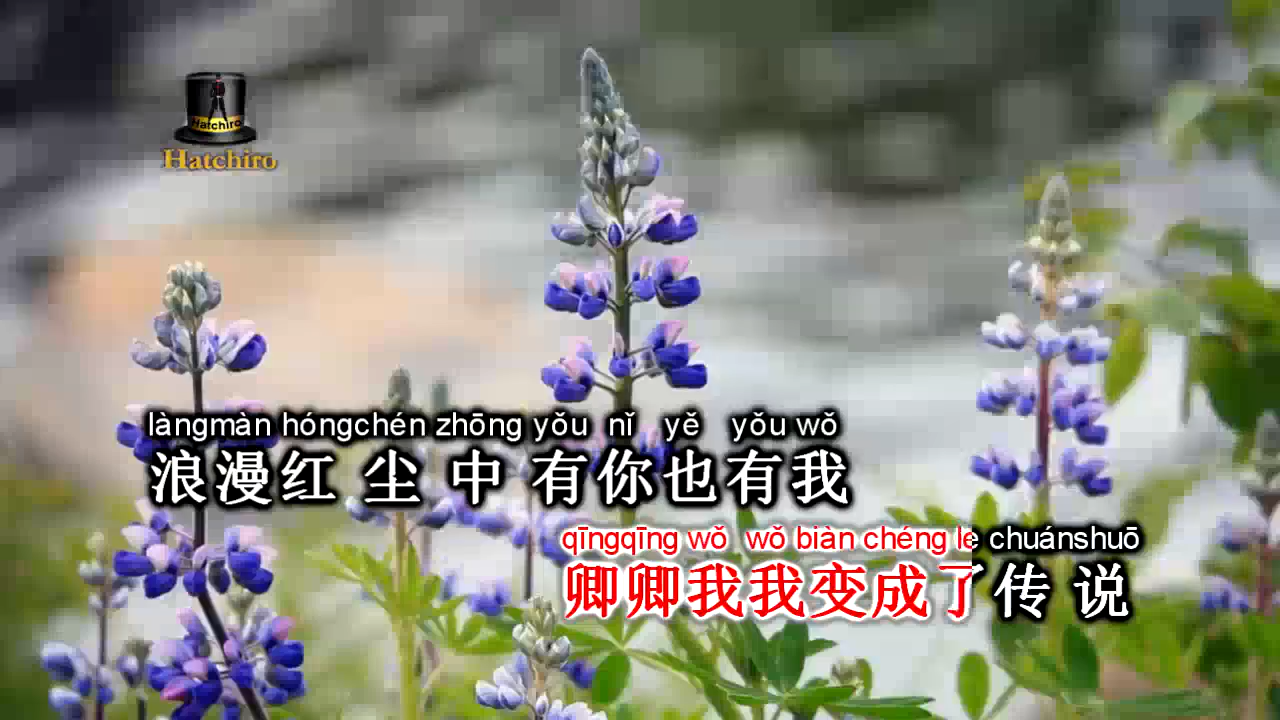 Hatchiro
Hatchiro
làngmàn hóngchén zhōng yǒu nǐ yě yǒu wǒ
浪漫红尘中有你也有我
qīngqīng wǒ wǒ biàn chéng le chuánshuō
卿卿我我变成了传说